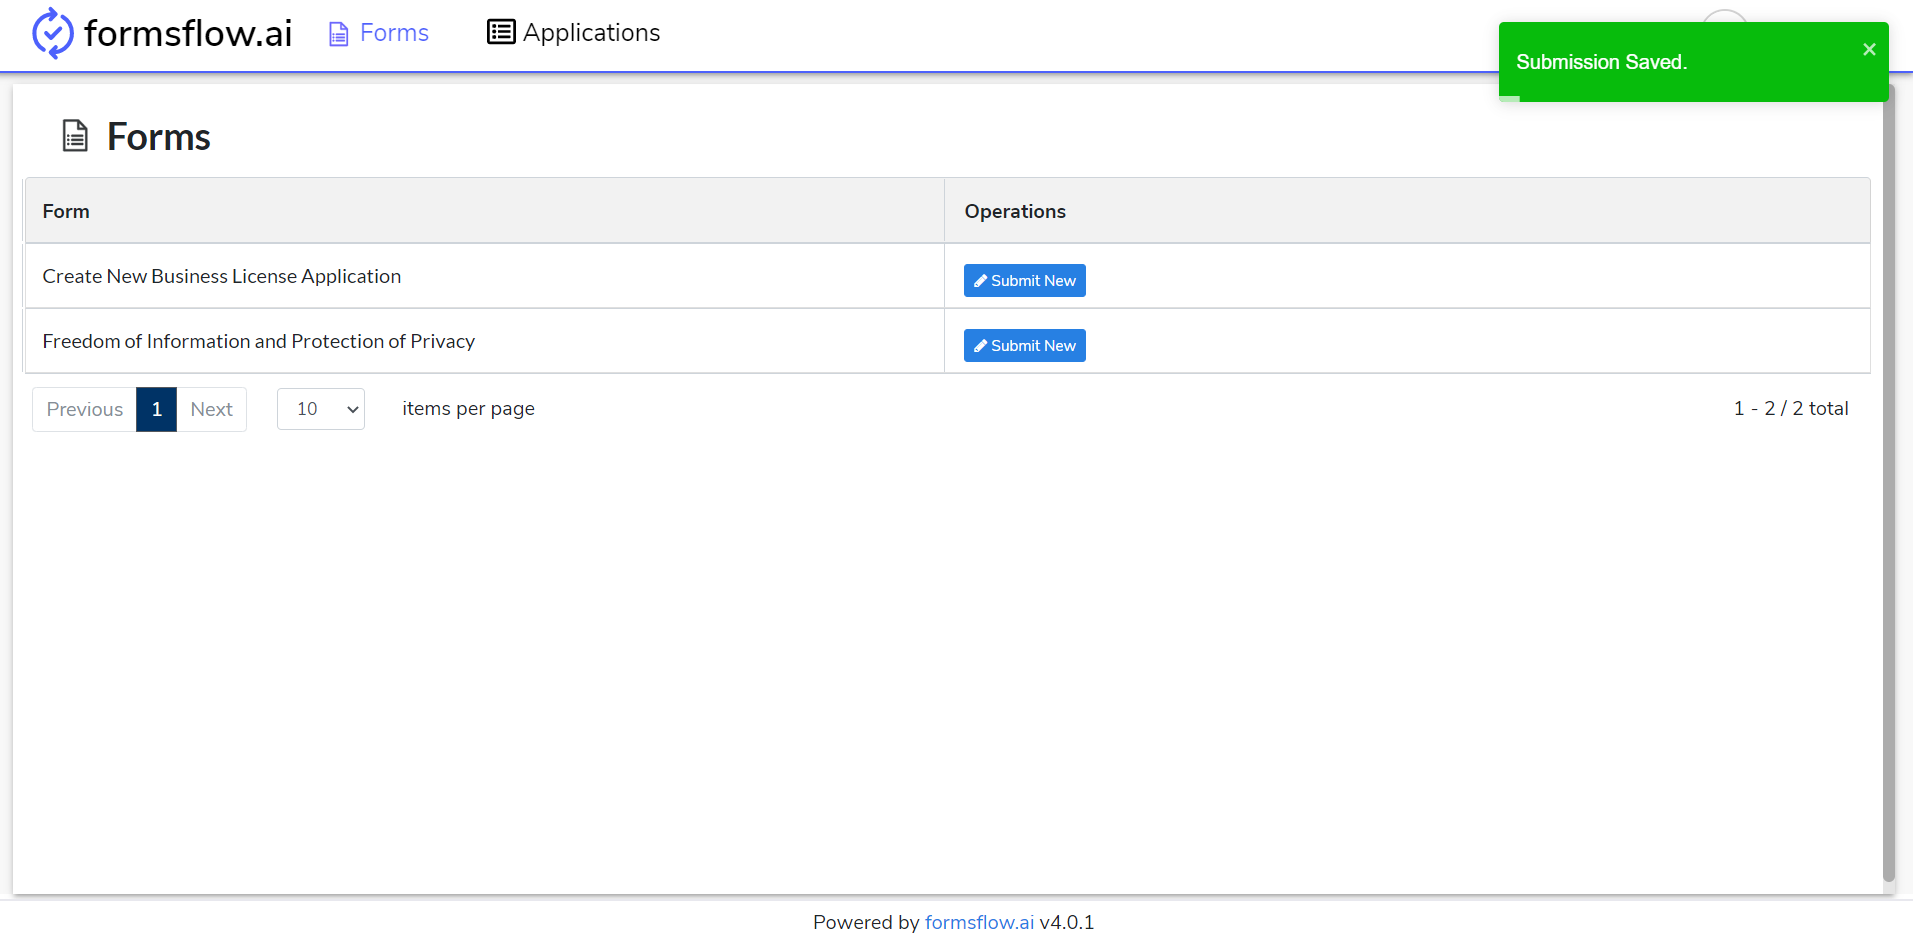 formsflow.ai Forms Applications
Submission Saved.
Forms
Form Operations
Create New Business License Application Submit New
Freedom of Information and Protection of Privacy Submit New
Previous 1 Next 10 items per page 1 - 2 / 2 total
Powered by formsflow.ai v4.0.1